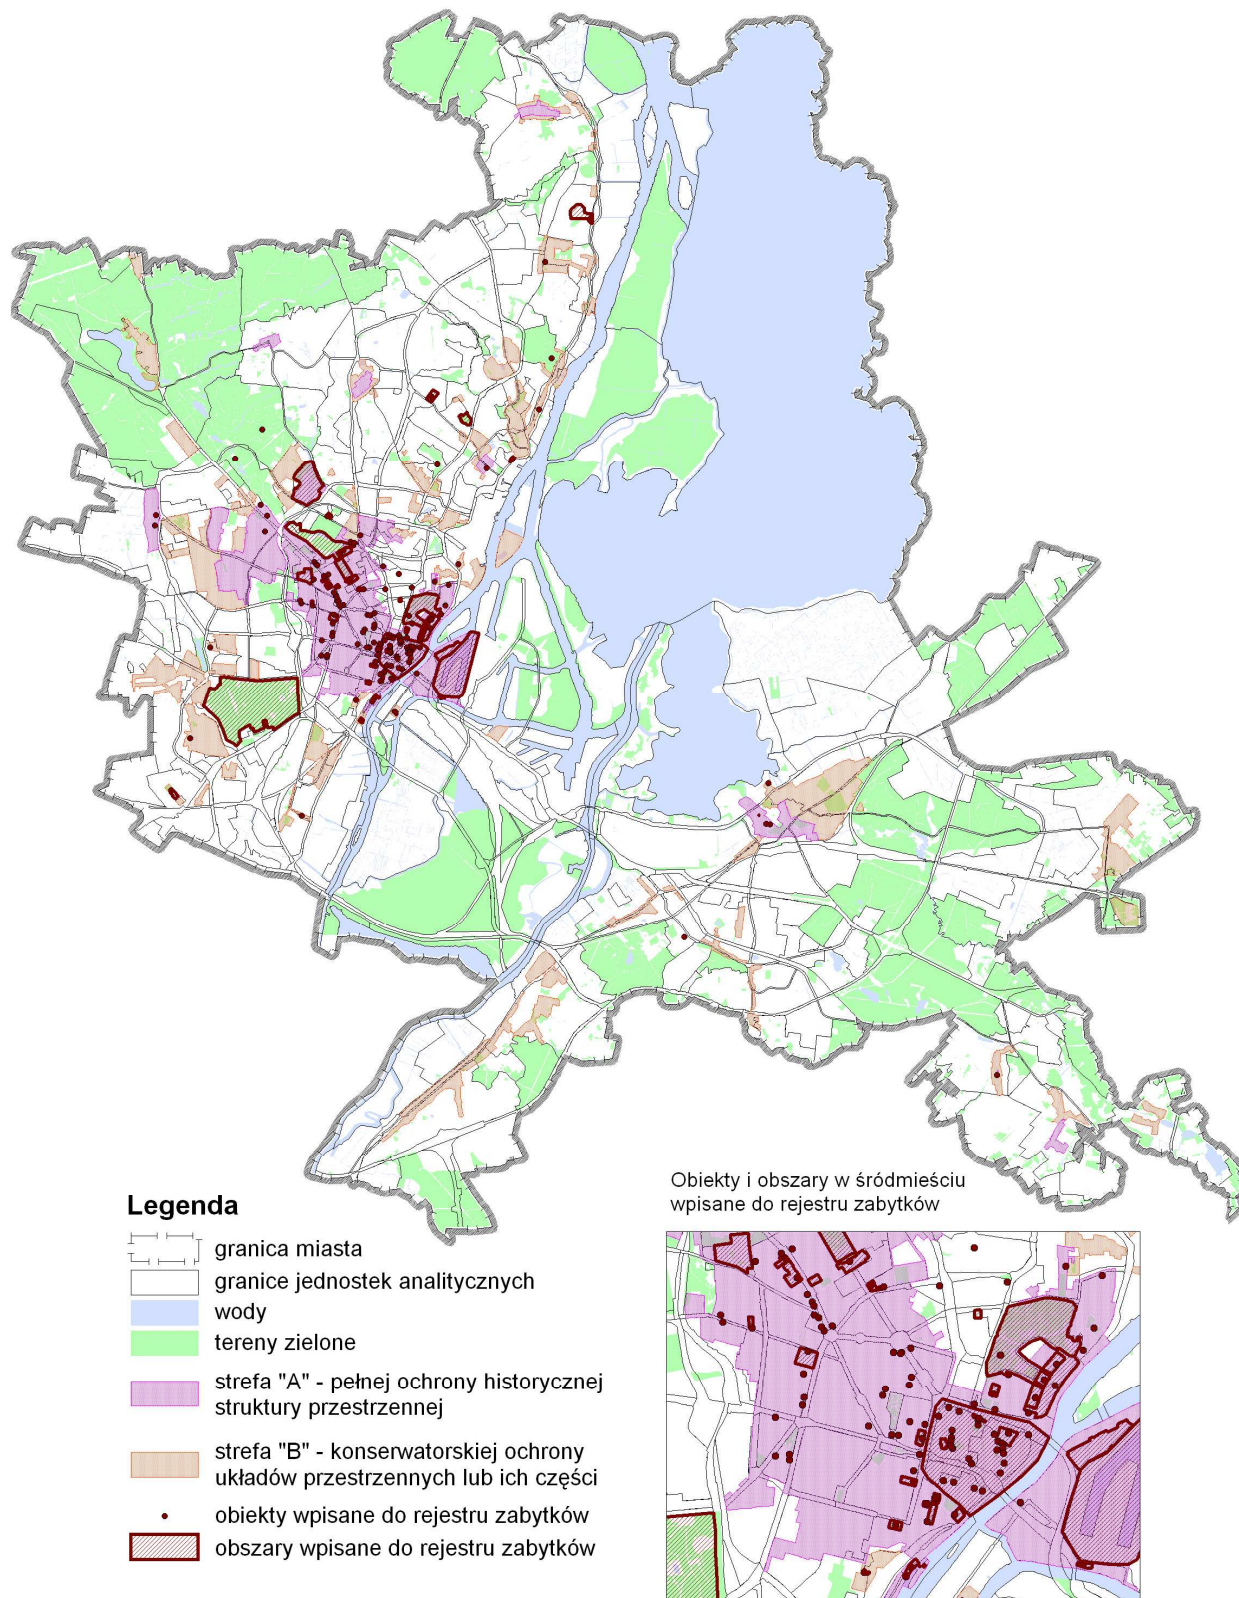 Obiekty i obszary w śródmieściu
wpisane do rejestru zabytków
Legenda
granica miasta
granice jednostek analitycznych
wody
tereny zielone
strefa "A" - pełnej ochrony historycznej
struktury przestrzennej
strefa "B" - konserwatorskiej ochrony
układów przestrzennych lub ich części
obiekty wpisane do rejestru zabytków
obszary wpisane do rejestru zabytków